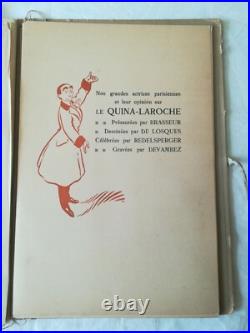 Nos grandes actrices parisiennes
et leur opinion sur
LE QUINA-LAROCHE
Présentées par BRASSEUR
Dessinées par DE LOSQUES
Célébrées par REDELSPERGER
Gravées par DEVAMBEZ